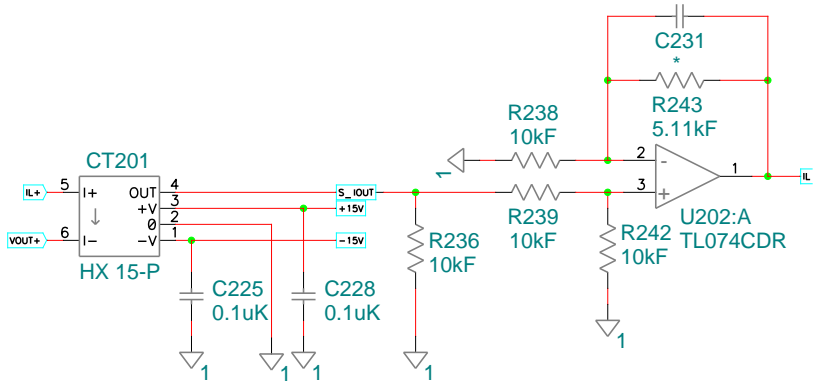 C231
*
R243
5.11kF
R238
10kF
2
-
1
3
+
1
IL
U202:A
TL074CDR
CT201
IL+
5
I+
OUT
4
S_IOUT
+V
3
+15V
0
2
VOUT+
6
I-
-V
1
-15V
HX 15-P
R239
10kF
R236
10kF
R242
10kF
C225
0.1uK
C228
0.1uK
1
1
1
1
1